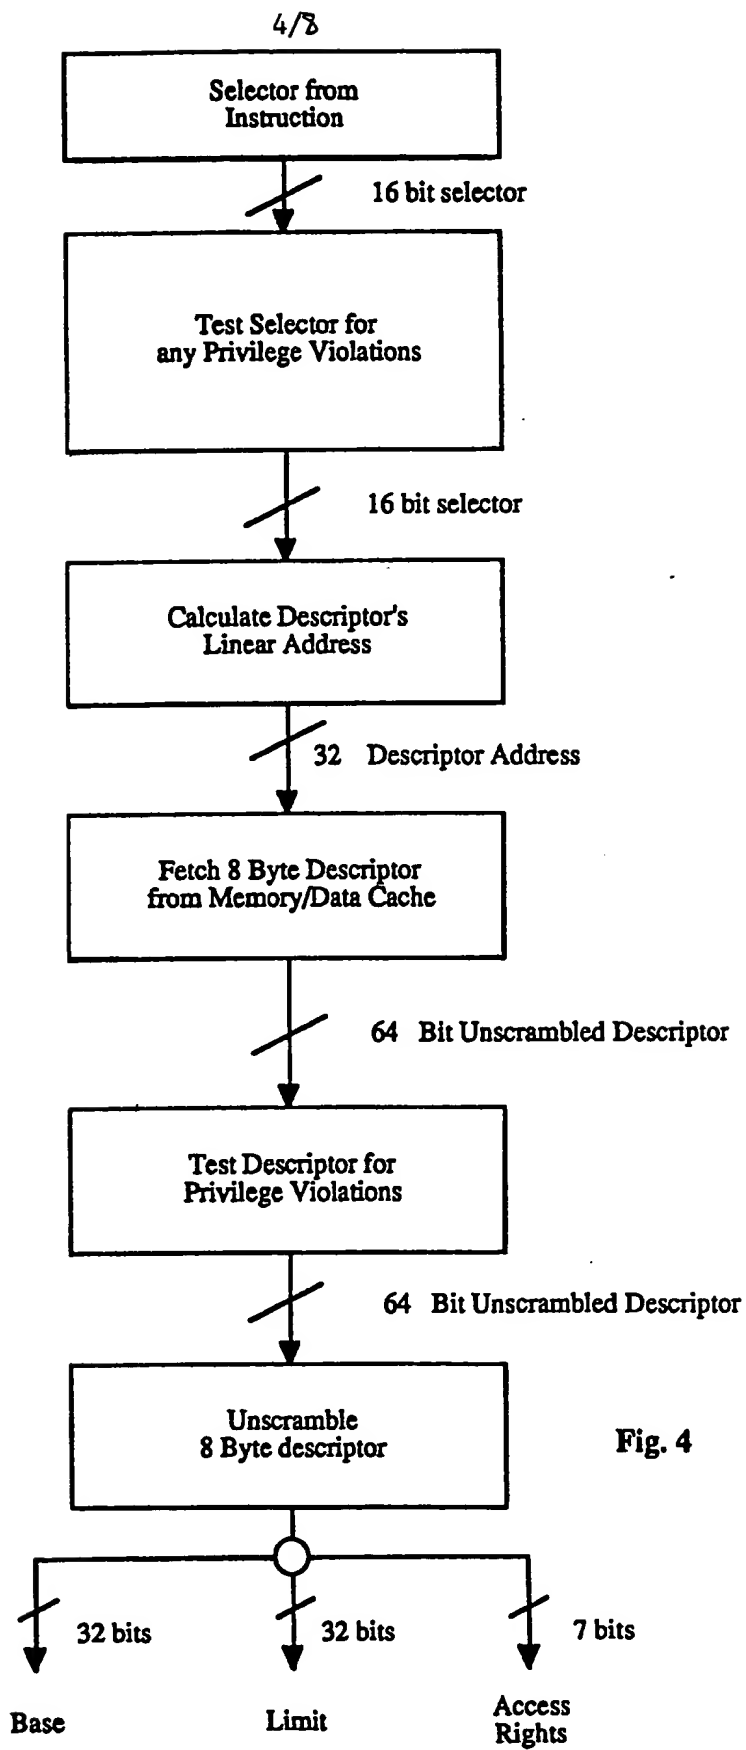 4/8
Selector from
Instruction
16 bit selector
Test Selector for
any Privilege Violations
16 bit selector
Calculate Descriptor's
Linear Address
32 Descriptor Address
Fetch 8 Byte Descriptor
from Memory/Data Cache
64 Bit Unscrambled Descriptor
Test Descriptor for
Privilege Violations
64 Bit Unscrambled Descriptor
Unscramble
8 Byte descriptor
Fig. 4
32 bits
32 bits
7 bits
Base
Limit
Access
Rights